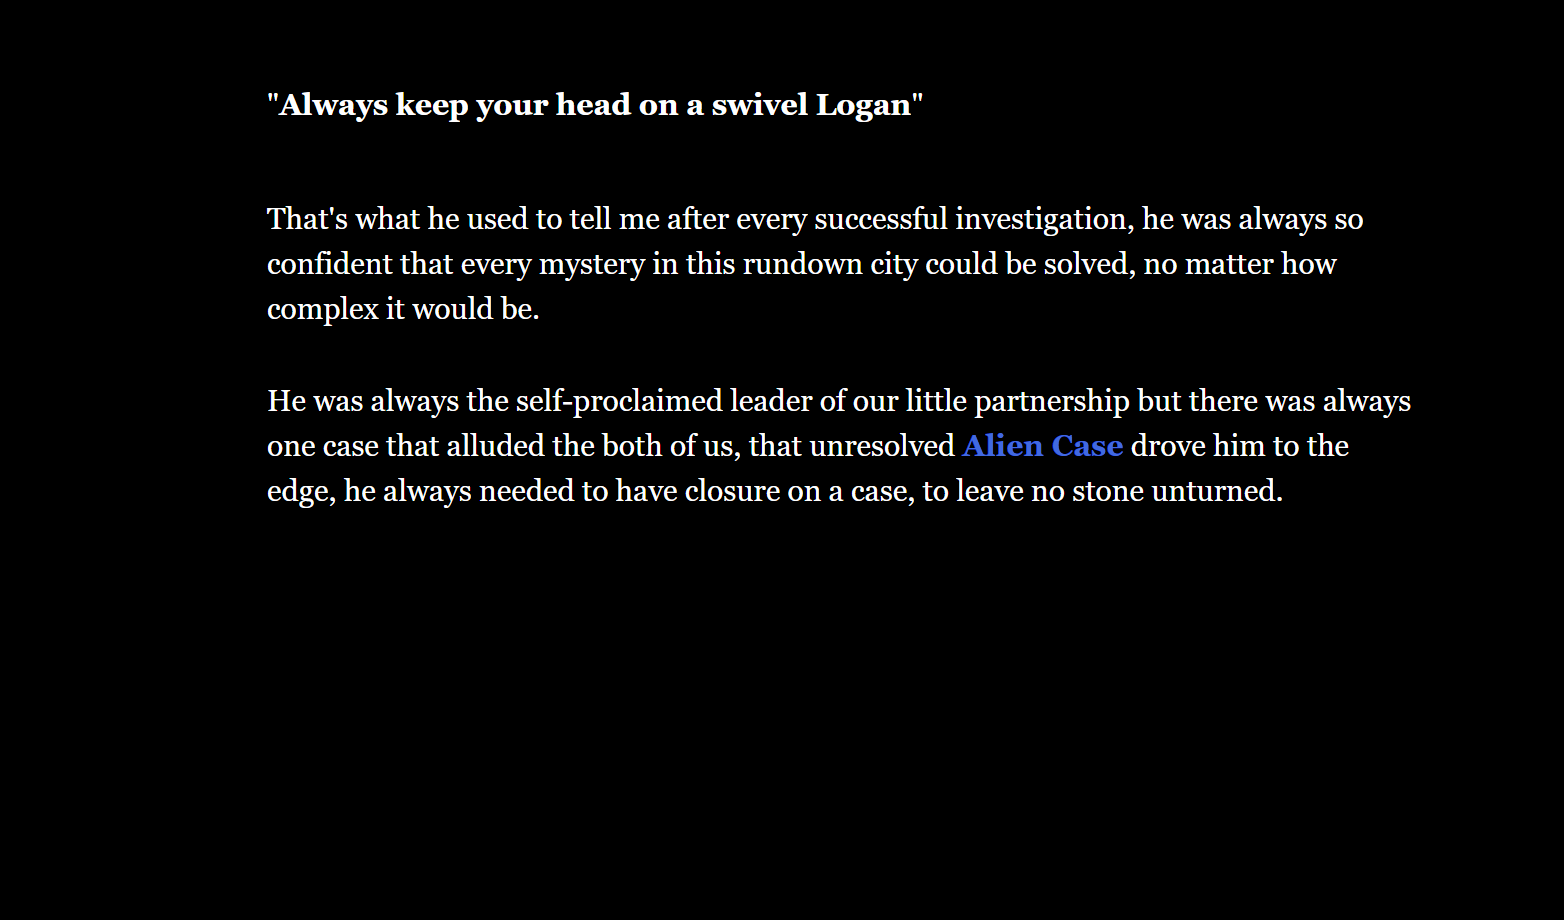 "Always keep your head on a swivel Logan"
That's what he used to tell me after every successful investigation, he was always so
confident that every mystery in this rundown city could be solved, no matter how
complex it would be.
He was always the self-proclaimed leader of our little partnership but there was always
one case that alluded the both of us, that unresolved Alien Case drove him to the
edge, he always needed to have closure on a case, to leave no stone unturned.